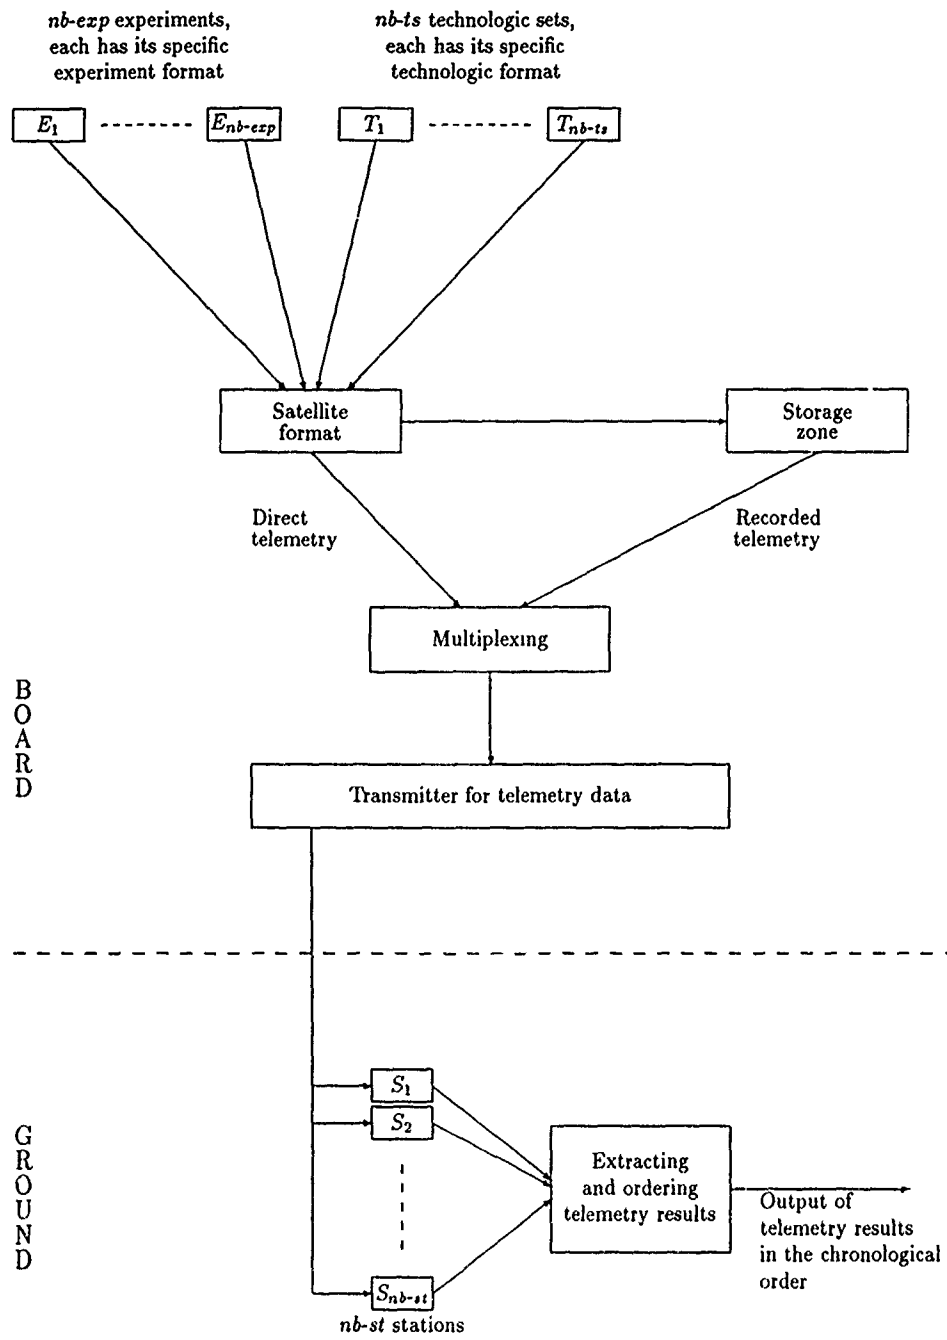 nb-exp experiments,
each has its specific
experiment format
nb-ts technologic sets,
each has its specific
technologic format
E1
Enb-exp
T1
Tnb-ts
Satellite
format
Storage
zone
Direct
telemetry
Recorded
telemetry
Multiplexing
BOARD
Transmitter for telemetry data
GROUND
S1
S2
Snb-st
nb-st stations
Extracting
and ordering
telemetry results
Output of
telemetry results
in the chronological
order